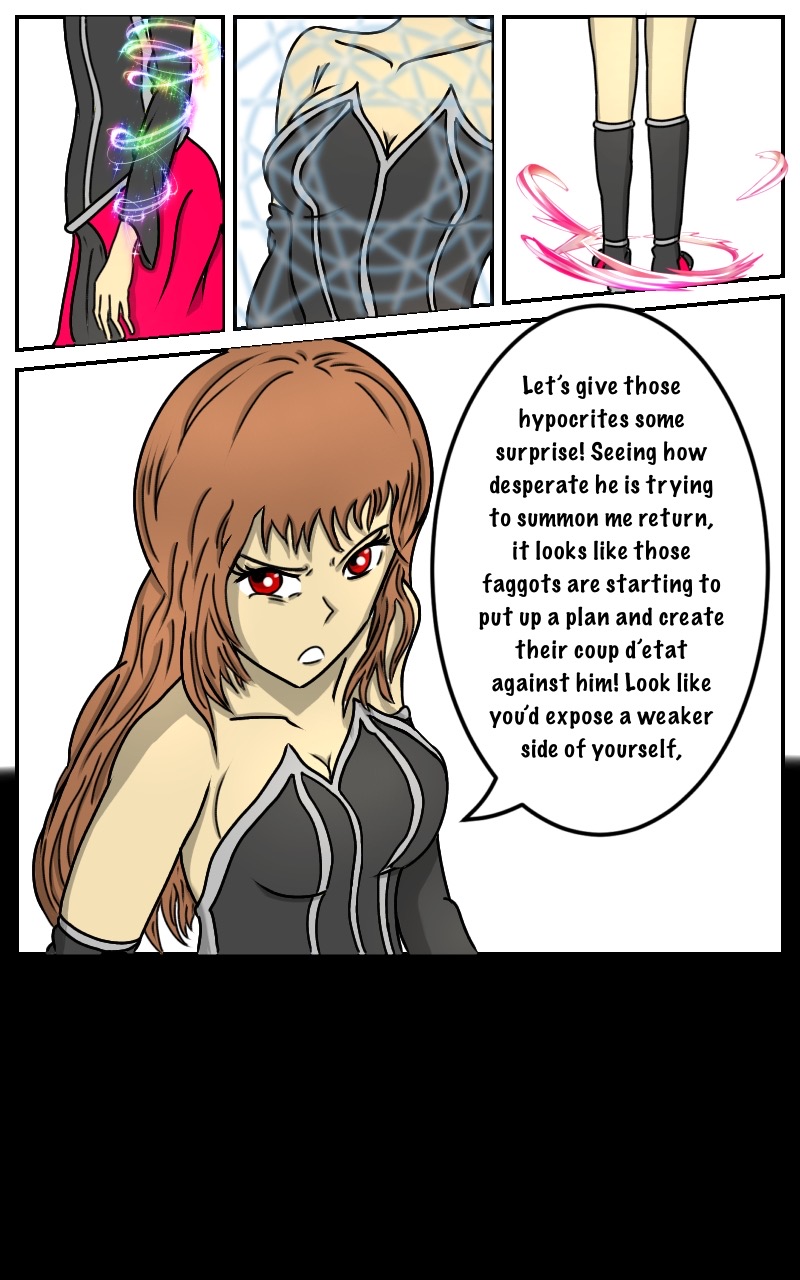 Let's give those
hypocrites some
surprise! Seeing how
desperate he is trying
to summon me return,
it looks like those
faggots are starting to
put up a plan and create
their coup d'etat
against him! Look like
you'd expose a weaker
side of yourself,